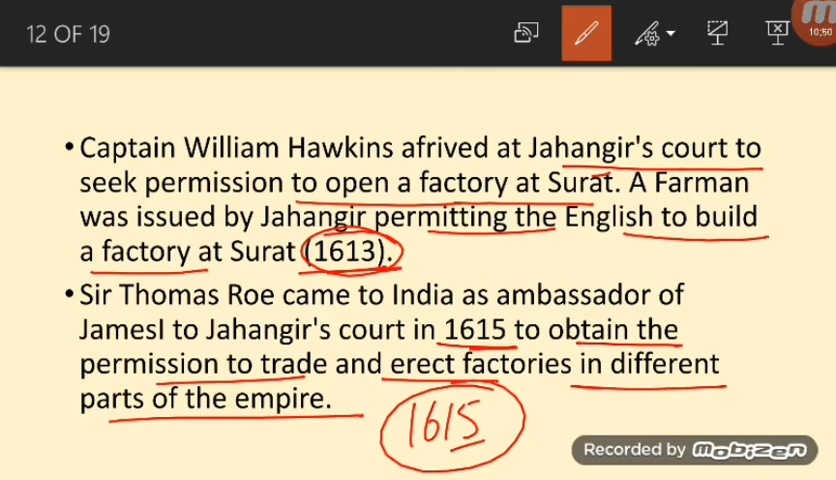 12 OF 19
10:50
• Captain William Hawkins afrived at Jahangir's court to
seek permission to open a factory at Surat. A Farman
was issued by Jahangir permitting the English to build
a factory at Surat (1613).
• Sir Thomas Roe came to India as ambassador of
JamesI to Jahangir's court in 1615 to obtain the
permission to trade and erect factories in different
parts of the empire.
1615
Recorded by mobizen